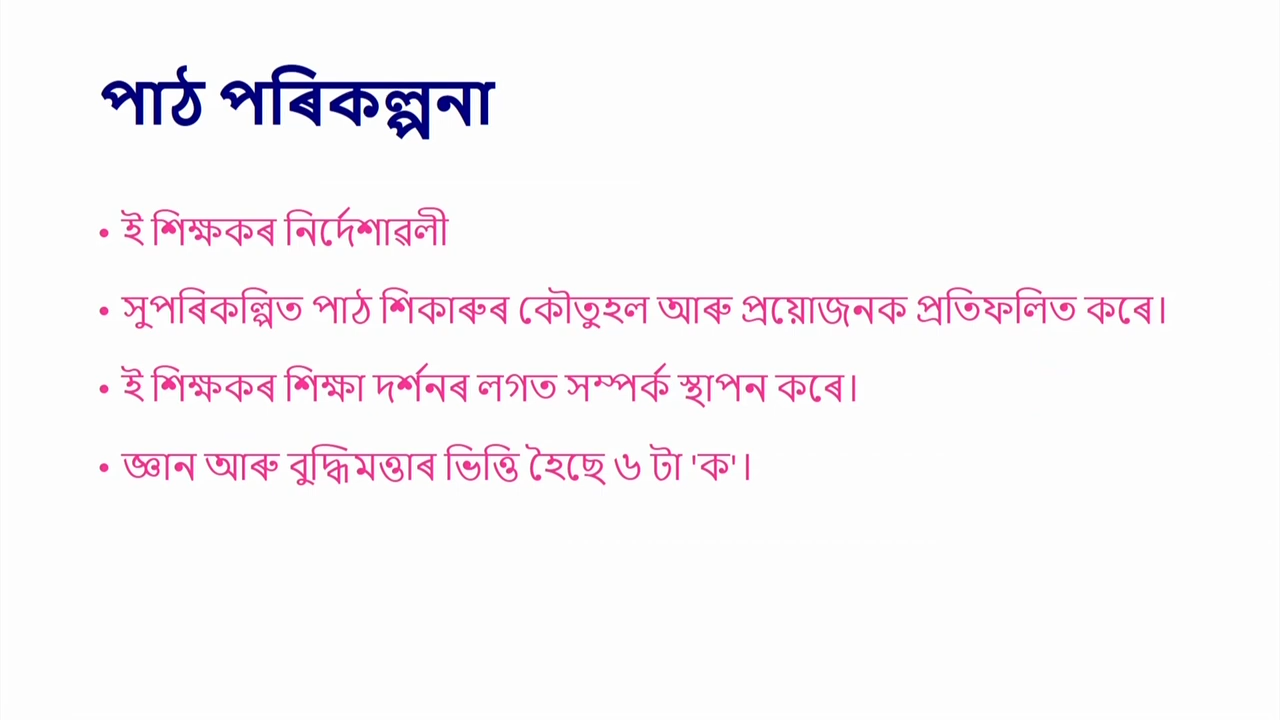 পাঠ পৰিকল্পনা
• ই শিক্ষকৰ নিৰ্দেশাৱলী
• সুপৰিকল্পিত পাঠ শিকাৰুৰ কৌতুহল আৰু প্ৰয়োজনক প্ৰতিফলিত কৰে।
• ই শিক্ষকৰ শিক্ষা দৰ্শনৰ লগত সম্পৰ্ক স্থাপন কৰে।
• জ্ঞান আৰু বুদ্ধিমত্তাৰ ভিত্তি হৈছে ৬ টা 'ক'।